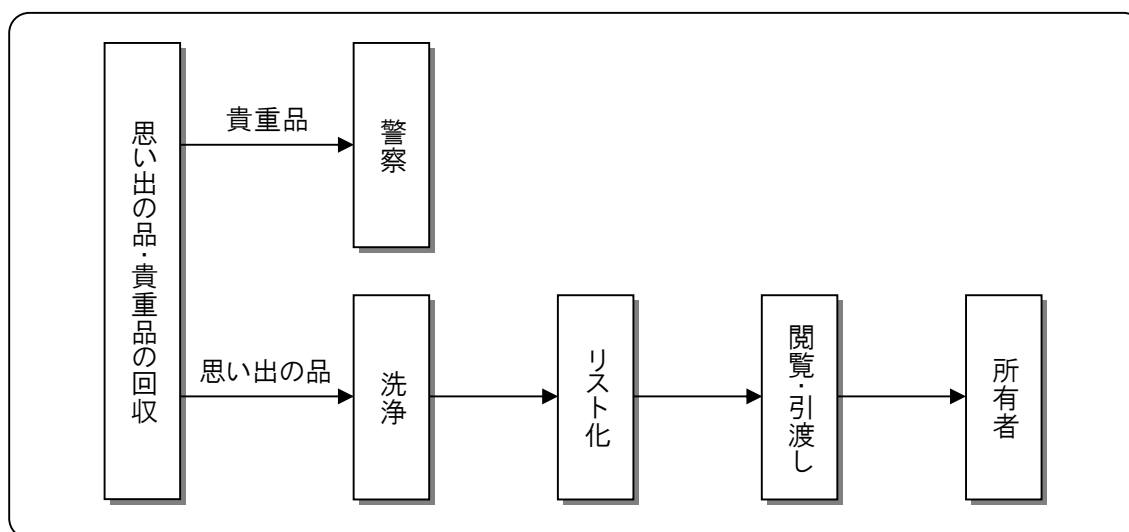 思い出の品・貴重品の回収
貴重品
警察
思い出の品
洗浄
リスト化
閲覧・引渡し
所有者